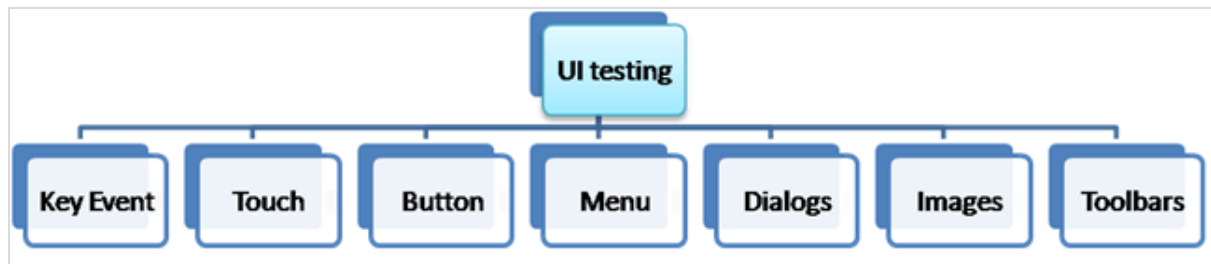 UI testing
Key Event
Touch
Button
Menu
Dialogs
Images
Toolbars